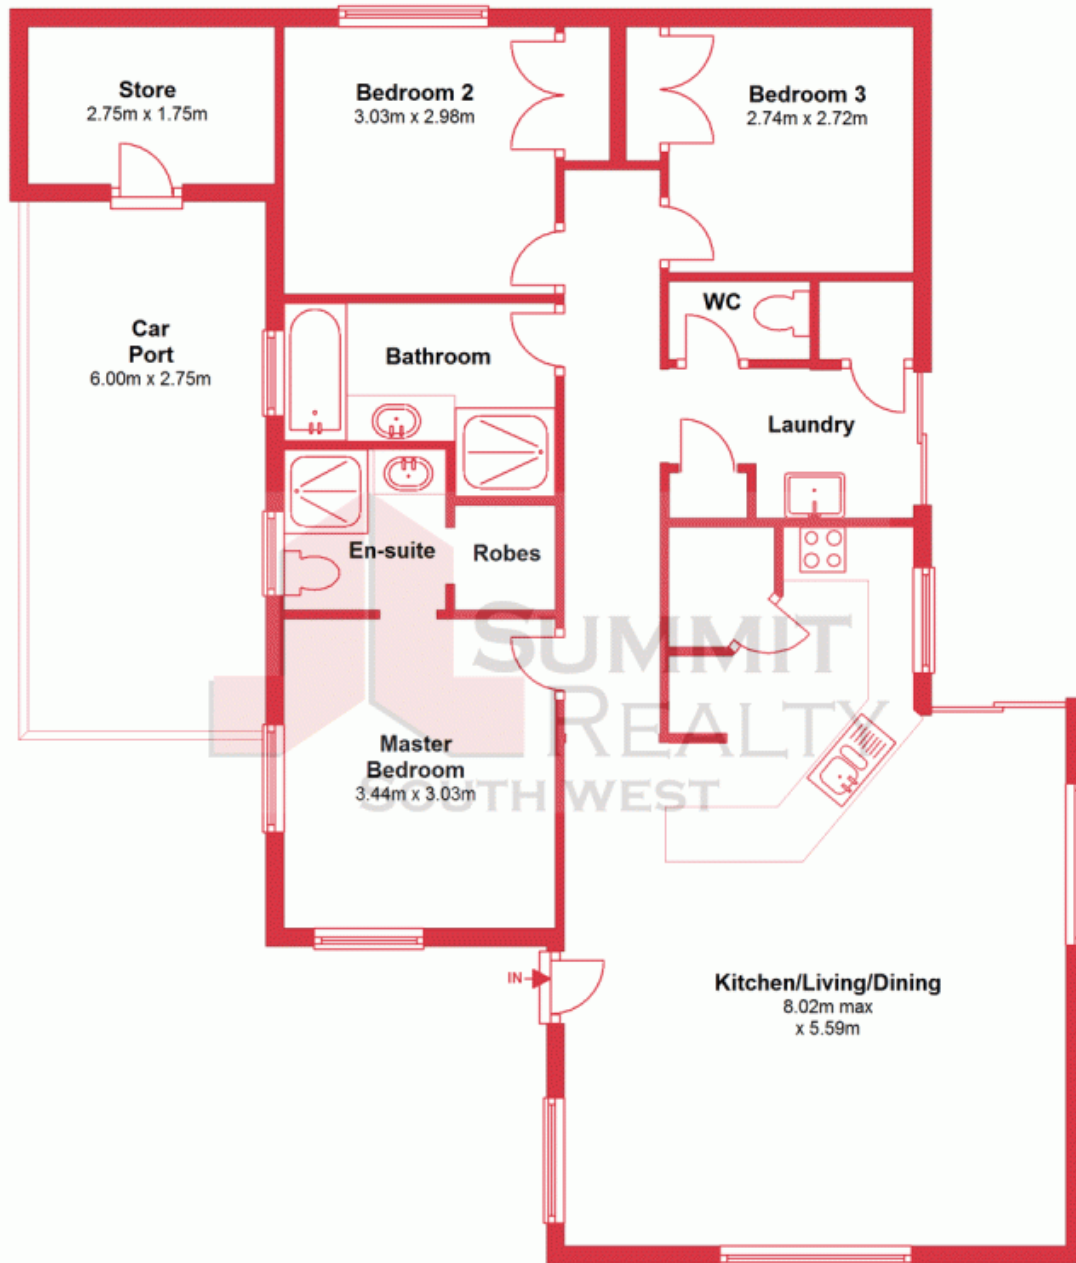 Store
2.75m x 1.75m
Bedroom 2
3.03m x 2.98m
Bedroom 3
2.74m x 2.72m
WC
Car
Port
6.00m x 2.75m
Bathroom
Laundry
En-suite
Robes
SUMMIT
REALTY
SOUTH WEST
Master
Bedroom
3.44m x 3.03m
IN
Kitchen/Living/Dining
8.02m max
x 5.59m